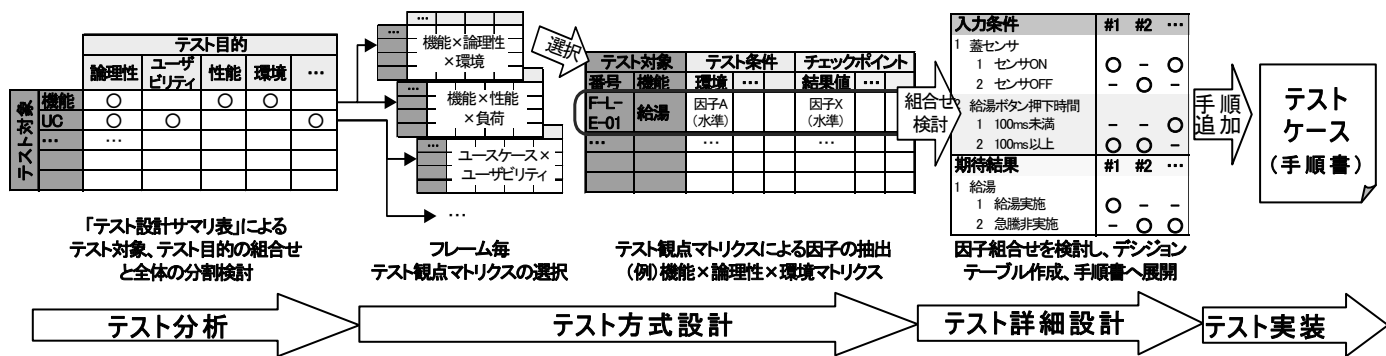 テスト目的
論理性 ユーザビリティ 性能 環境 …
テスト対象
機能 ○ ○ ○
UC ○ ○ ○
… …
「テスト設計サマリ表」による
テスト対象、テスト目的の組合せ
と全体の分割検討
…
…
機能×論理性
×環境
…
機能×性能
×負荷
…
ユースケース×
ユーザビリティ
…
フレーム毎
テスト観点マトリクスの選択
選択
テスト対象 テスト条件 チェックポイント
番号 機能 環境 … 結果値 …
F-L-
E-01
給湯
因子A
(水準)
因子X
(水準)
… … …
テスト観点マトリクスによる因子の抽出
(例)機能×論理性×環境マトリクス
組合せ
検討
入力条件 #1 #2 …
1 蓋センサ
1 センサON ○ - ○
2 センサOFF - ○ -
2 給湯ボタン押下時間
1 100ms未満 - - ○
2 100ms以上 ○ ○ -
期待結果 #1 #2 …
1 給湯
1 給湯実施 ○ - -
2 急騰非実施 - ○ ○
因子組合せを検討し、デシジョン
テーブル作成、手順書へ展開
手順
追加
テスト
ケース
(手順書)
テスト分析
テスト方式設計
テスト詳細設計
テスト実装